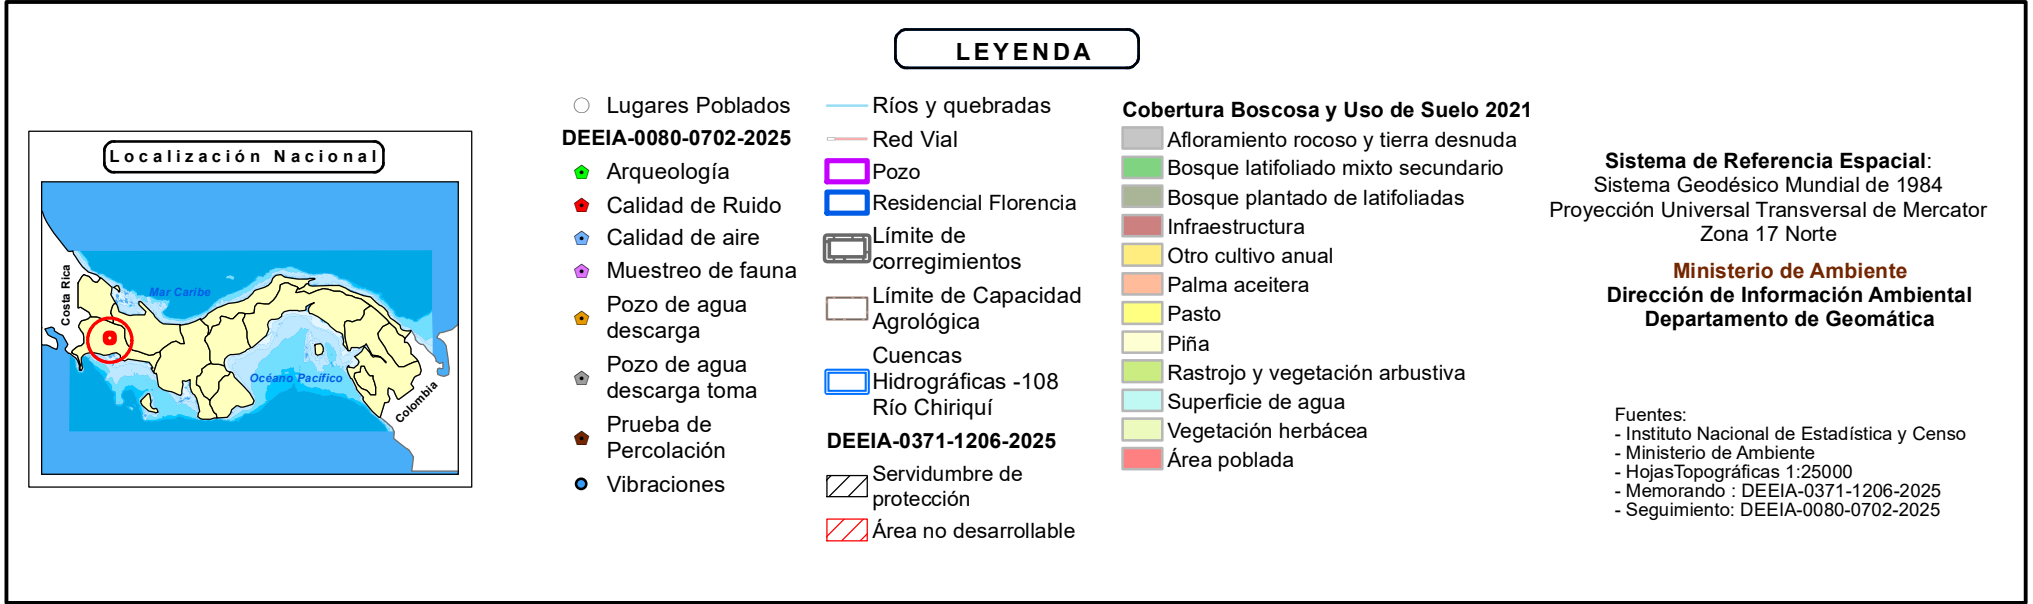 LEYENDA
Localización Nacional
Costa Rica
Mar Caribe
Océano Pacífico
Colombia
Lugares Poblados
DEEIA-0080-0702-2025
Arqueología
Calidad de Ruido
Calidad de aire
Muestreo de fauna
Pozo de agua
descarga
Pozo de agua
descarga toma
Prueba de
Percolación
Vibraciones
Ríos y quebradas
Red Vial
Pozo
Residencial Florencia
Límite de
corregimientos
Límite de Capacidad
Agrológica
Cuencas
Hidrográficas -108
Río Chiriquí
DEEIA-0371-1206-2025
Servidumbre de
protección
Área no desarrollable
Cobertura Boscosa y Uso de Suelo 2021
Afloramiento rocoso y tierra desnuda
Bosque latifoliado mixto secundario
Bosque plantado de latifoliadas
Infraestructura
Otro cultivo anual
Palma aceitera
Pasto
Piña
Rastrojo y vegetación arbustiva
Superficie de agua
Vegetación herbácea
Área poblada
Sistema de Referencia Espacial:
Sistema Geodésico Mundial de 1984
Proyección Universal Transversal de Mercator
Zona 17 Norte
Ministerio de Ambiente
Dirección de Información Ambiental
Departamento de Geomática
Fuentes:
- Instituto Nacional de Estadística y Censo
- Ministerio de Ambiente
- HojasTopográficas 1:25000
- Memorando : DEEIA-0371-1206-2025
- Seguimiento: DEEIA-0080-0702-2025